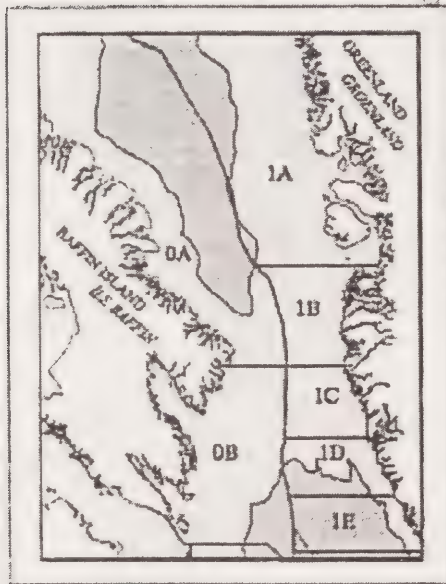 GREENLAND
GROENLAND
1A
0A
BAFFIN ISLAND
ILE BAFFIN
1B
1C
0B
1D
1E